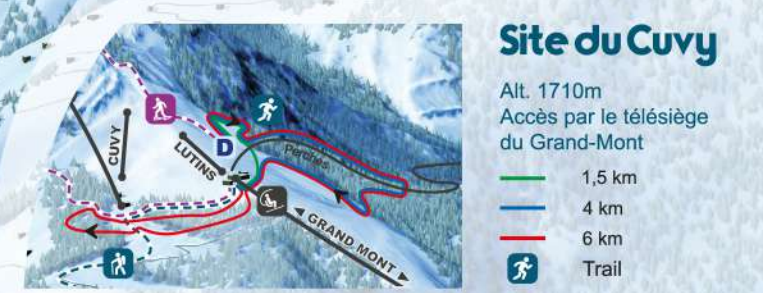 Site du Cuvy
Alt. 1710m
Accès par le télésiège
du Grand-Mont
1,5 km
4 km
6 km
Trail
CUVY
LUTINS
D
Perches
GRAND MONT